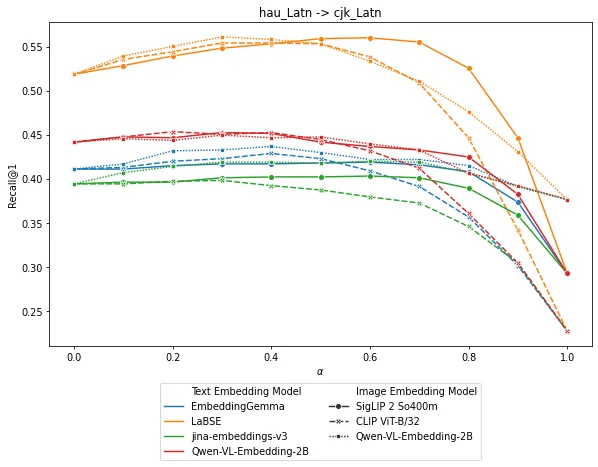 hau_Latn -> cjk_Latn
0.55
0.50
0.45
0.40
0.35
0.30
0.25
Recall@1
0.0 0.2 0.4 0.6 0.8 1.0
α
Text Embedding Model Image Embedding Model
EmbeddingGemma SigLIP 2 So400m
LaBSE CLIP ViT-B/32
jina-embeddings-v3 Qwen-VL-Embedding-2B
Qwen-VL-Embedding-2B